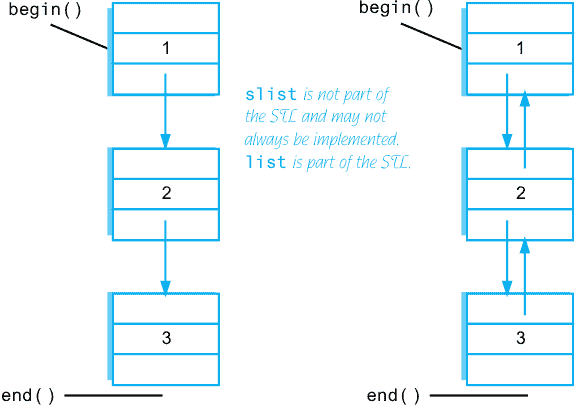 begin()
1
2
3
end()
slist is not part of
the STL and may not
always be implemented.
list is part of the STL.
begin()
1
2
3
end()